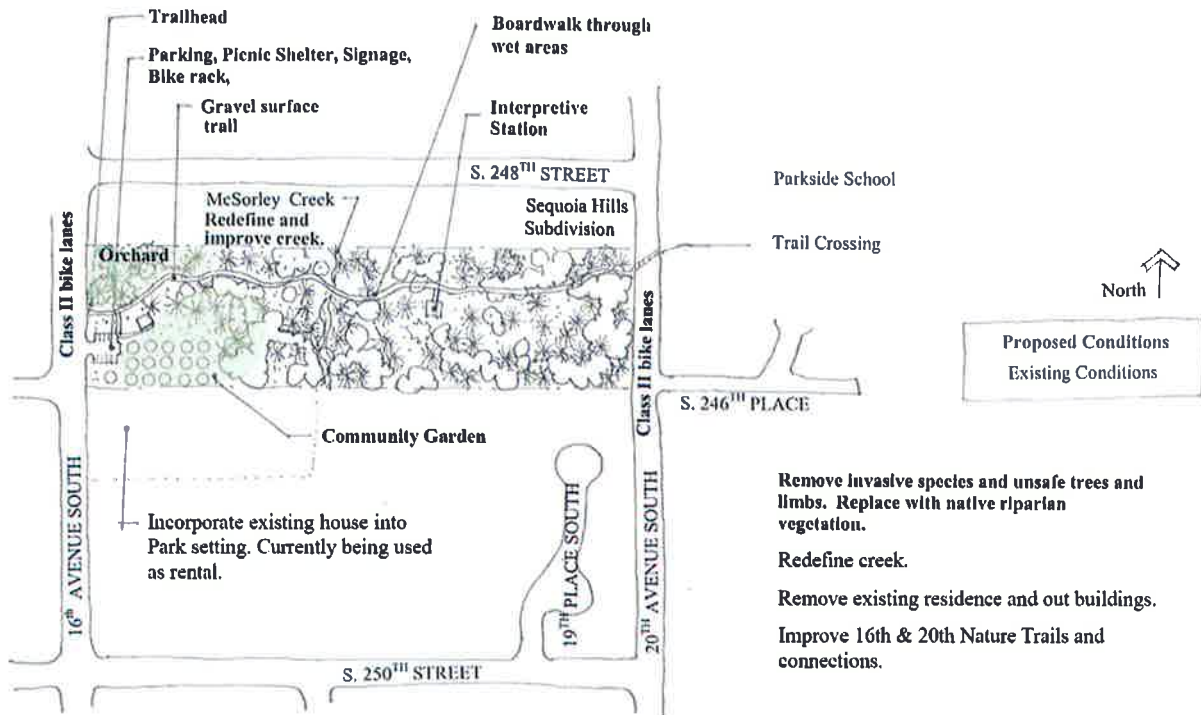 Trailhead
Parking, Picnic Shelter, Signage,
Bike rack,
Gravel surface
trail
Boardwalk through
wet areas
Interpretive
Station
S. 248TH STREET
McSorley Creek
Redefine and
improve creek.
Sequoia Hills
Subdivision
Parkside School
Trail Crossing
North
Proposed Conditions
Existing Conditions
Class II bike lanes
Orchard
Class II bike lanes
S. 246TH PLACE
Community Garden
Incorporate existing house into
Park setting. Currently being used
as rental.
16th AVENUE SOUTH
19TH PLACE SOUTH
20TH AVENUE SOUTH
S. 250TH STREET
Remove invasive species and unsafe trees and
limbs. Replace with native riparian
vegetation.
Redefine creek.
Remove existing residence and out buildings.
Improve 16th & 20th Nature Trails and
connections.